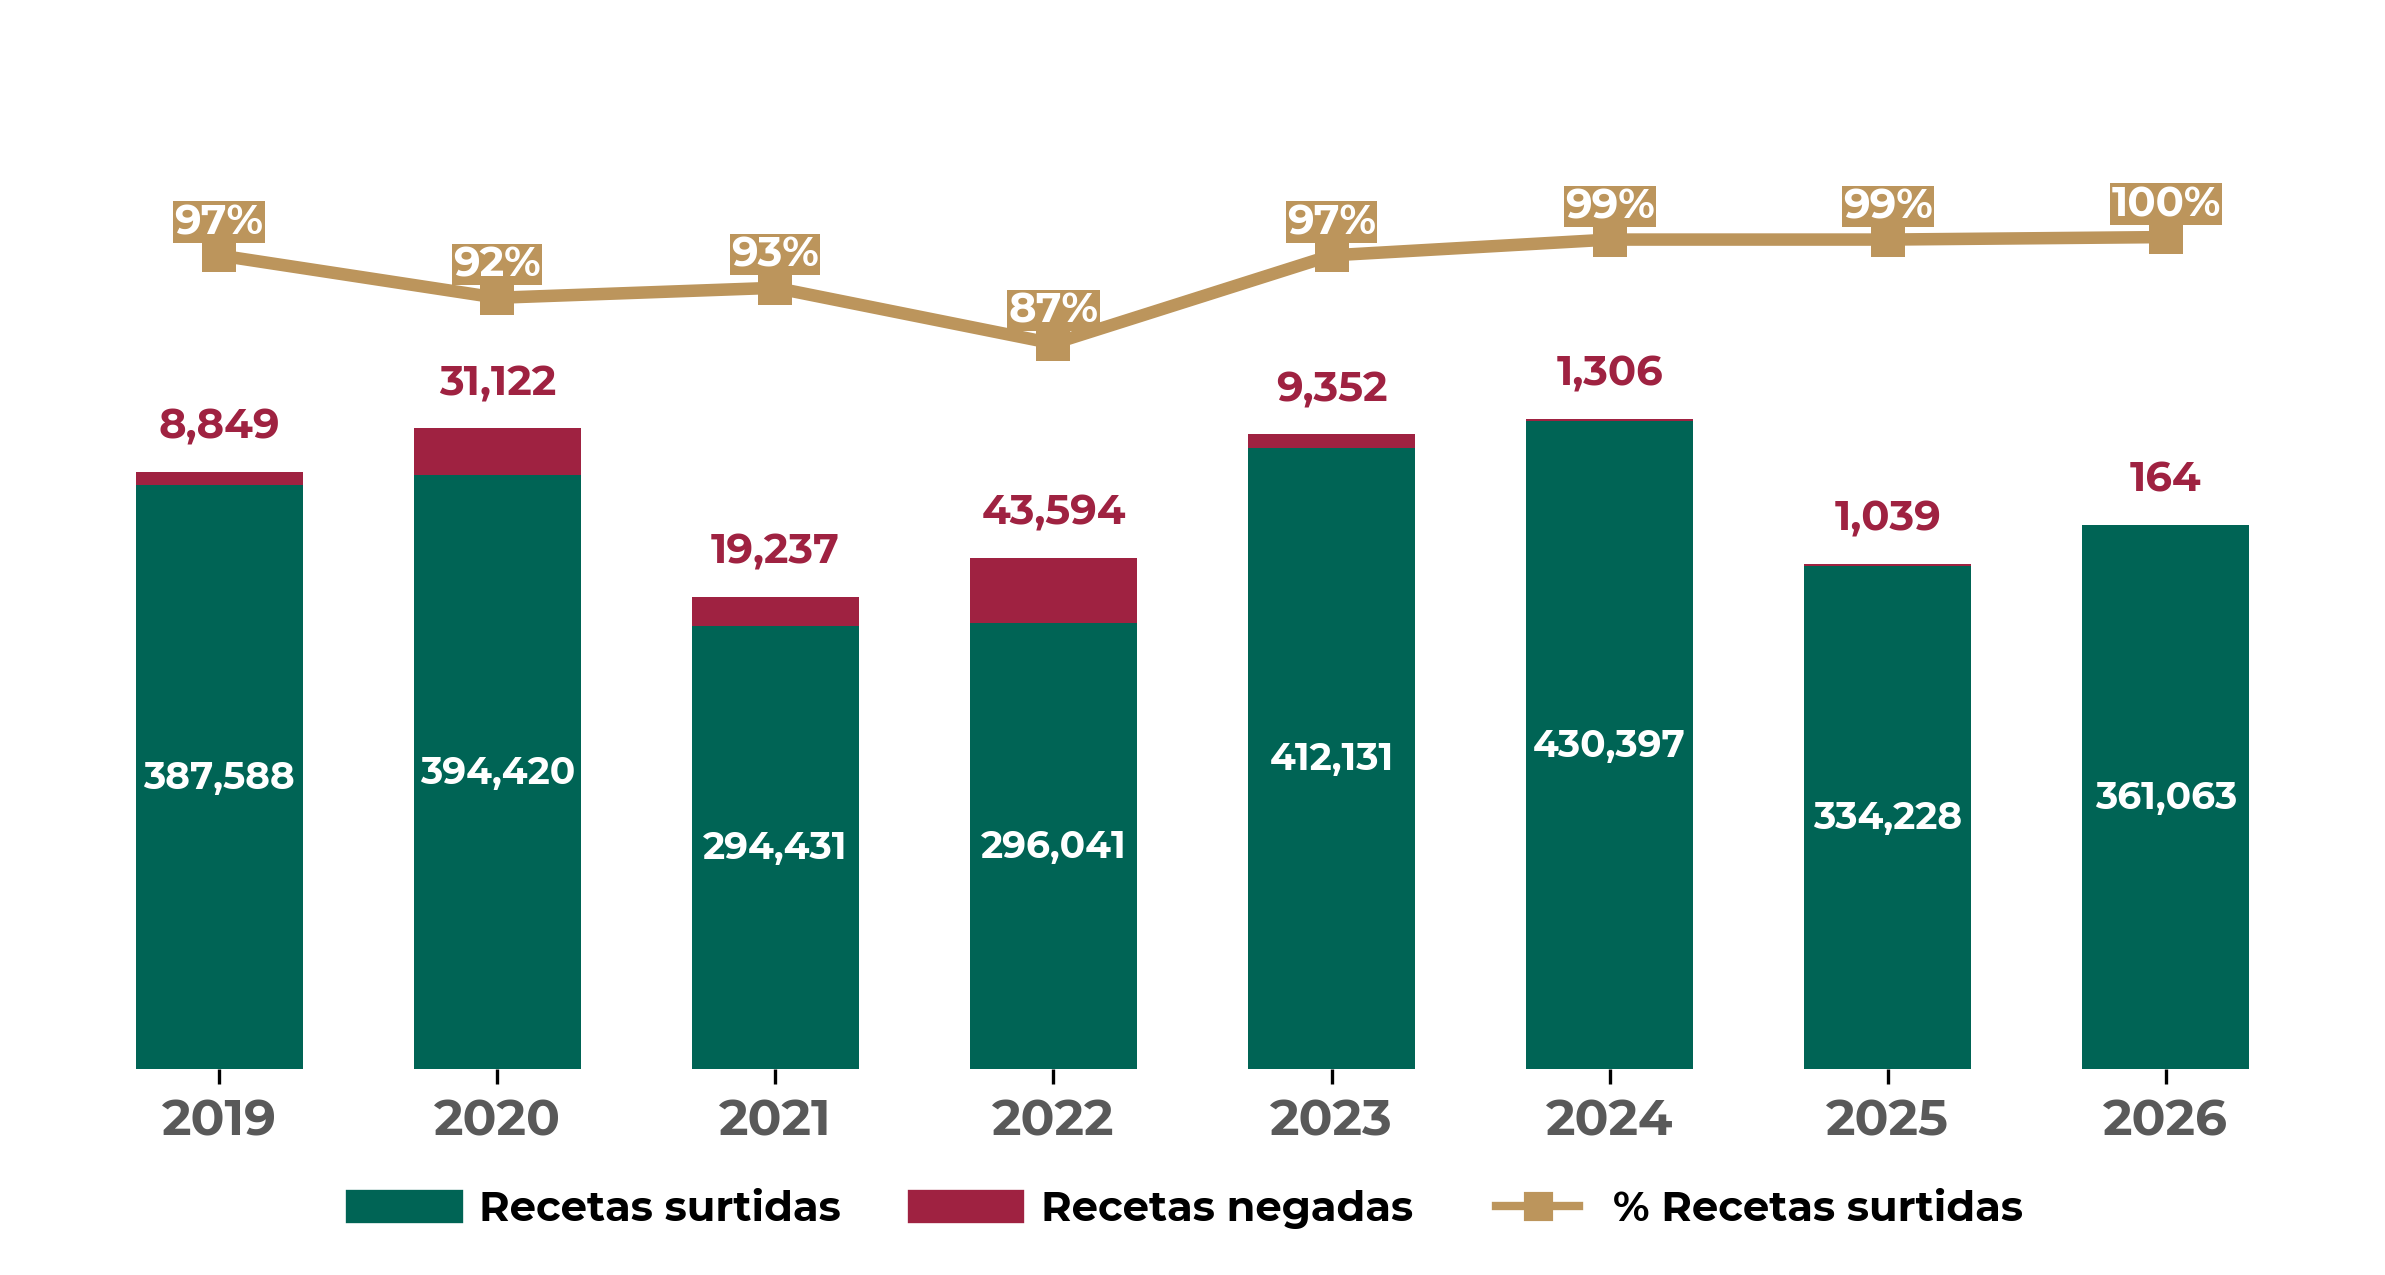 97% 92% 93% 87% 97% 99% 99% 100%
8,849 31,122 19,237 43,594 9,352 1,306 1,039 164
387,588 394,420 294,431 296,041 412,131 430,397 334,228 361,063
2019 2020 2021 2022 2023 2024 2025 2026
Recetas surtidas Recetas negadas % Recetas surtidas